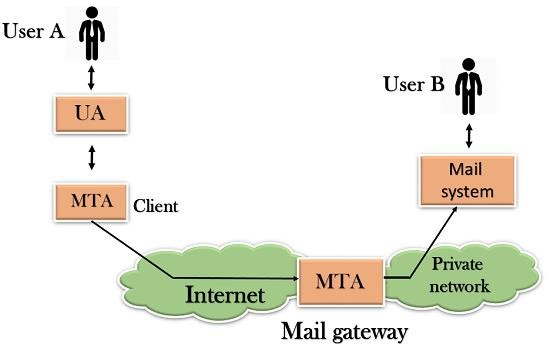 User A
UA
MTA
Client
Internet
MTA
Mail gateway
User B
Mail
system
Private
network